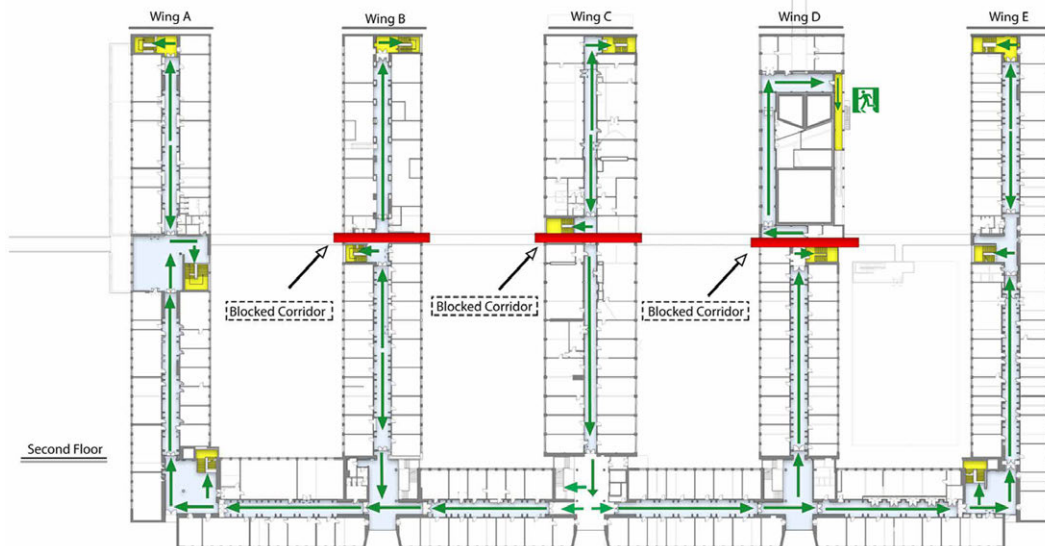 Wing A
Wing B
Wing C
Wing D
Wing E
Blocked Corridor
Blocked Corridor
Blocked Corridor
Second Floor